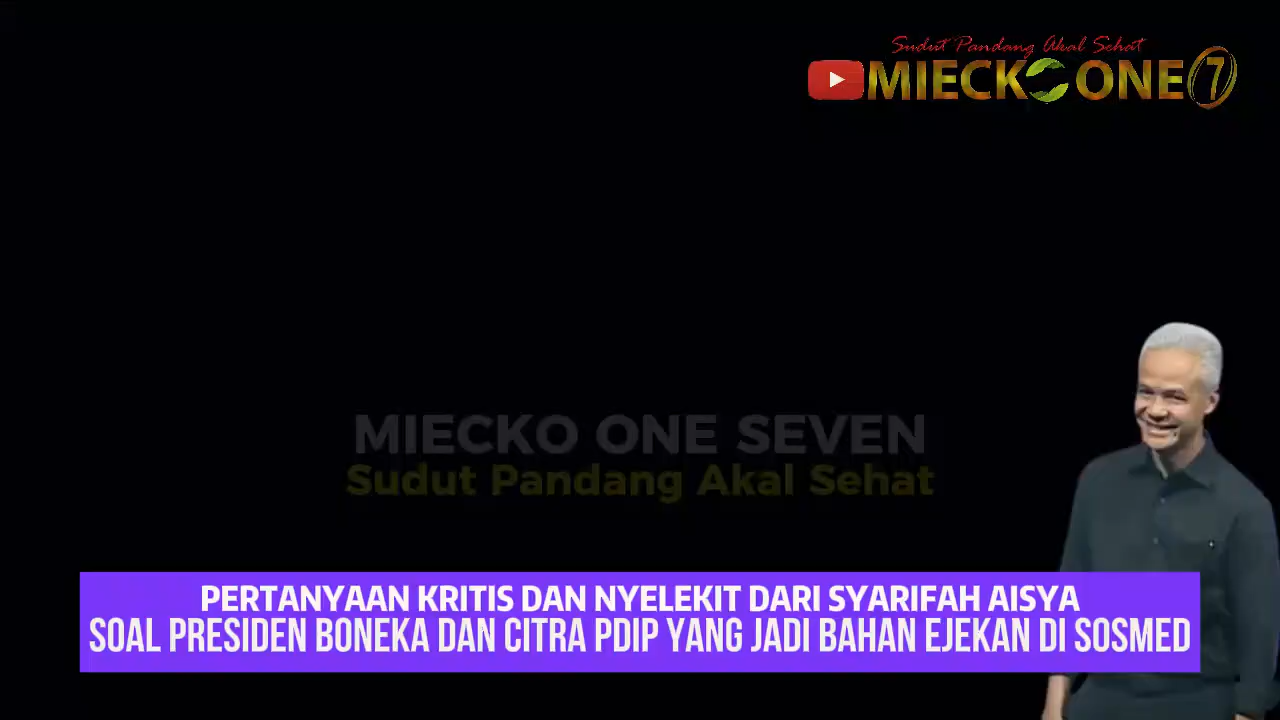 Sudut Pandang Akal Sehat
MIECKO ONE 7
MIECKO ONE SEVEN
Sudut Pandang Akal Sehat
PERTANYAAN KRITIS DAN NYELEKIT DARI SYARIFAH AISYA
SOAL PRESIDEN BONEKA DAN CITRA PDIP YANG JADI BAHAN EJEKAN DI SOSMED